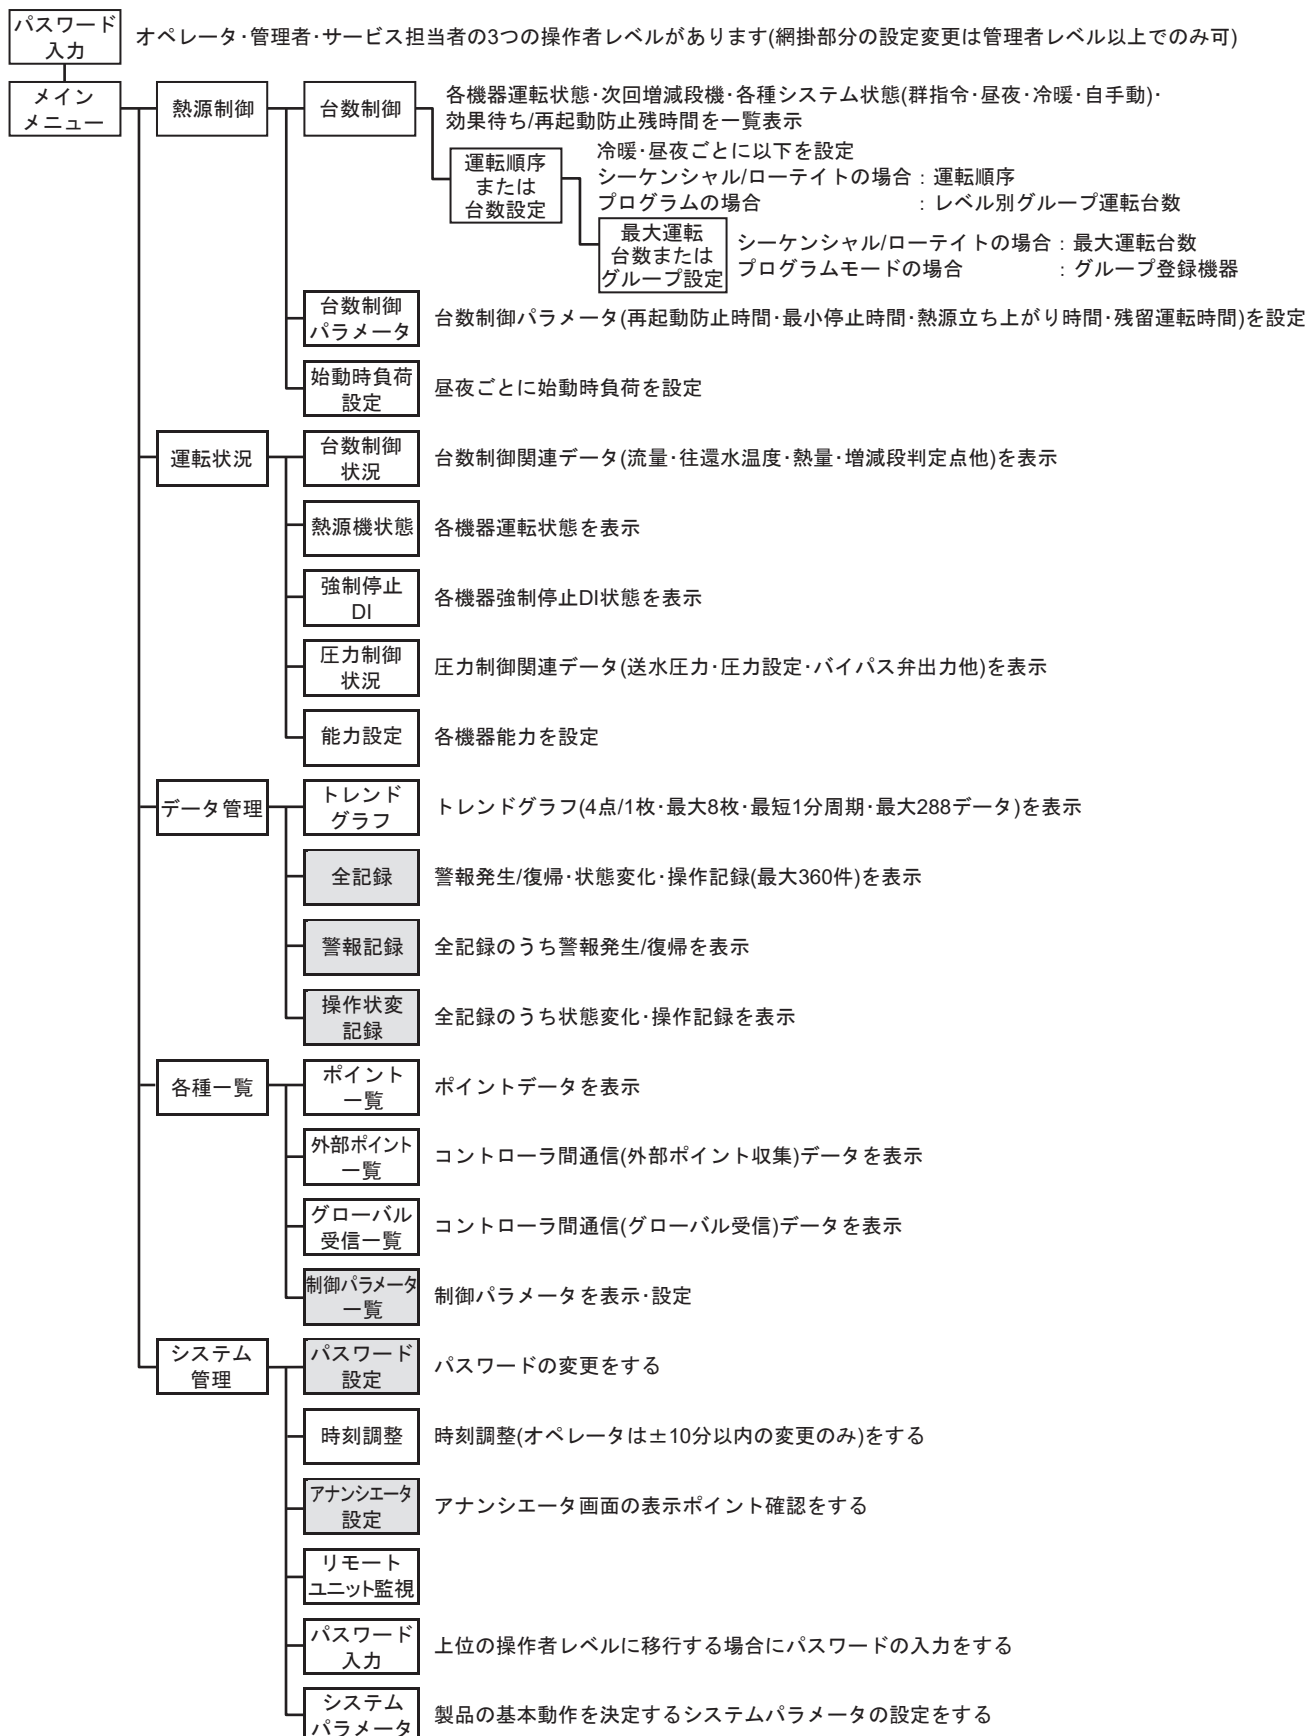 パスワード
入力
オペレータ･管理者･サービス担当者の3つの操作者レベルがあります(網掛部分の設定変更は管理者レベル以上でのみ可)
メイン
メニュー
熱源制御
台数制御
各機器運転状態･次回増減段機･各種システム状態(群指令･昼夜･冷暖･自手動)･
効果待ち/再起動防止残時間を一覧表示
運転順序
または
台数設定
冷暖･昼夜ごとに以下を設定
シーケンシャル/ローテイトの場合：運転順序
プログラムの場合　　　　　　　　：レベル別グループ運転台数
最大運転
台数または
グループ設定
シーケンシャル/ローテイトの場合：最大運転台数
プログラムモードの場合　　　　　：グループ登録機器
台数制御
パラメータ
台数制御パラメータ(再起動防止時間･最小停止時間･熱源立ち上がり時間･残留運転時間)を設定
始動時負荷
設定
昼夜ごとに始動時負荷を設定
運転状況
台数制御
状況
台数制御関連データ(流量･往還水温度･熱量･増減段判定点他)を表示
熱源機状態
各機器運転状態を表示
強制停止
DI
各機器強制停止DI状態を表示
圧力制御
状況
圧力制御関連データ(送水圧力･圧力設定･バイパス弁出力他)を表示
能力設定
各機器能力を設定
データ管理
トレンド
グラフ
トレンドグラフ(4点/1枚･最大8枚･最短1分周期･最大288データ)を表示
全記録
警報発生/復帰･状態変化･操作記録(最大360件)を表示
警報記録
全記録のうち警報発生/復帰を表示
操作状変
記録
全記録のうち状態変化･操作記録を表示
各種一覧
ポイント
一覧
ポイントデータを表示
外部ポイント
一覧
コントローラ間通信(外部ポイント収集)データを表示
グローバル
受信一覧
コントローラ間通信(グローバル受信)データを表示
制御パラメータ
一覧
制御パラメータを表示･設定
システム
管理
パスワード
設定
パスワードの変更をする
時刻調整
時刻調整(オペレータは±10分以内の変更のみ)をする
アナンシエータ
設定
アナンシエータ画面の表示ポイント確認をする
リモート
ユニット監視
パスワード
入力
上位の操作者レベルに移行する場合にパスワードの入力をする
システム
パラメータ
製品の基本動作を決定するシステムパラメータの設定をする